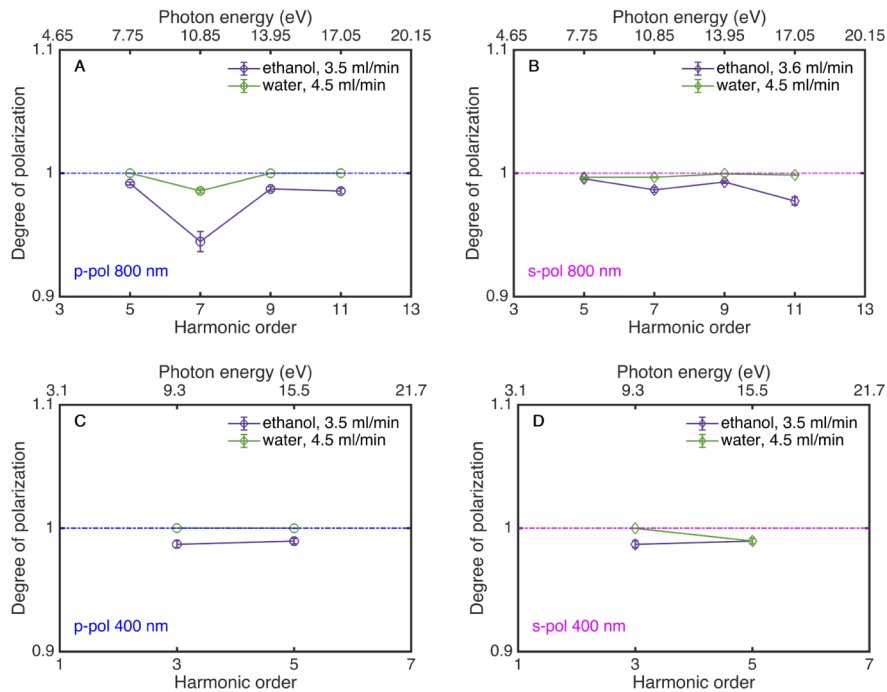 Photon energy (eV)
4.65 7.75 10.85 13.95 17.05 20.15
1.1
A
ethanol, 3.5 ml/min
water, 4.5 ml/min
Degree of polarization
1
p-pol 800 nm
0.9
3 5 7 9 11 13
Harmonic order
Photon energy (eV)
4.65 7.75 10.85 13.95 17.05 20.15
1.1
B
ethanol, 3.6 ml/min
water, 4.5 ml/min
Degree of polarization
1
s-pol 800 nm
0.9
3 5 7 9 11 13
Harmonic order
Photon energy (eV)
3.1 9.3 15.5 21.7
1.1
C
ethanol, 3.5 ml/min
water, 4.5 ml/min
Degree of polarization
1
p-pol 400 nm
0.9
1 3 5 7
Harmonic order
Photon energy (eV)
3.1 9.3 15.5 21.7
1.1
D
ethanol, 3.5 ml/min
water, 4.5 ml/min
Degree of polarization
1
s-pol 400 nm
0.9
1 3 5 7
Harmonic order